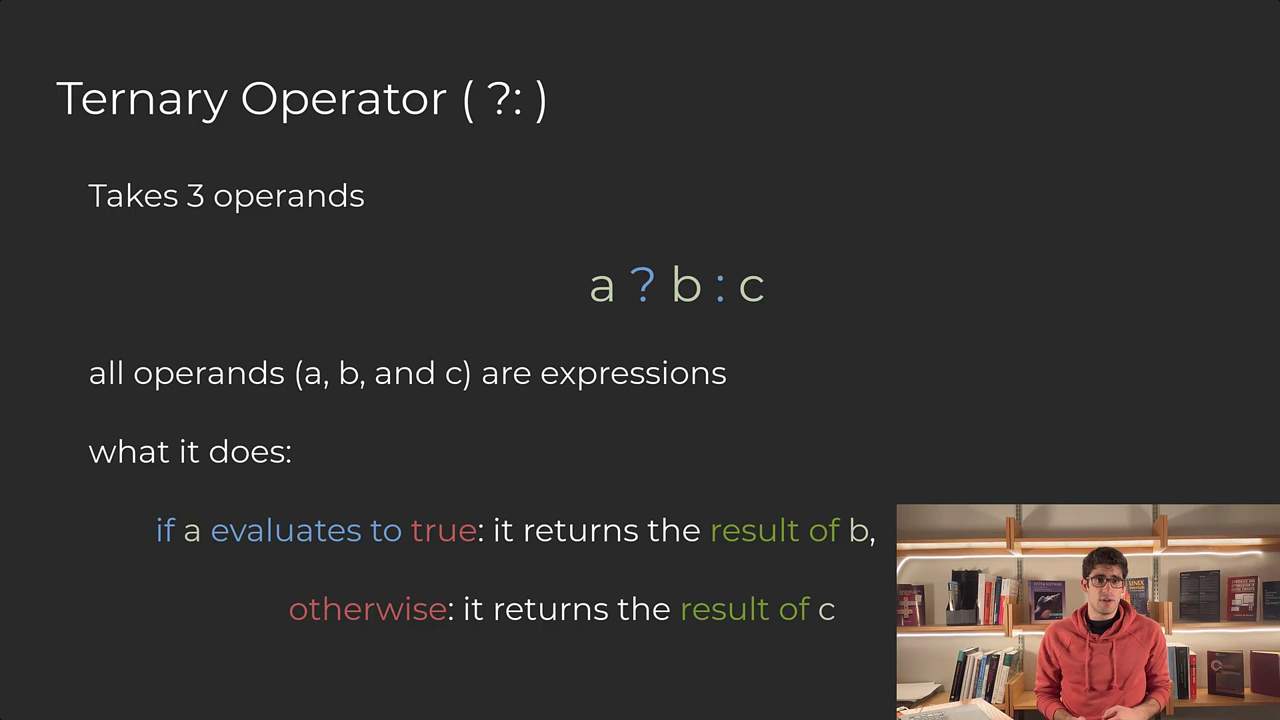 Ternary Operator ( ?: )
Takes 3 operands
a ? b : c
all operands (a, b, and c) are expressions
what it does:
if a evaluates to true: it returns the result of b,
otherwise: it returns the result of c